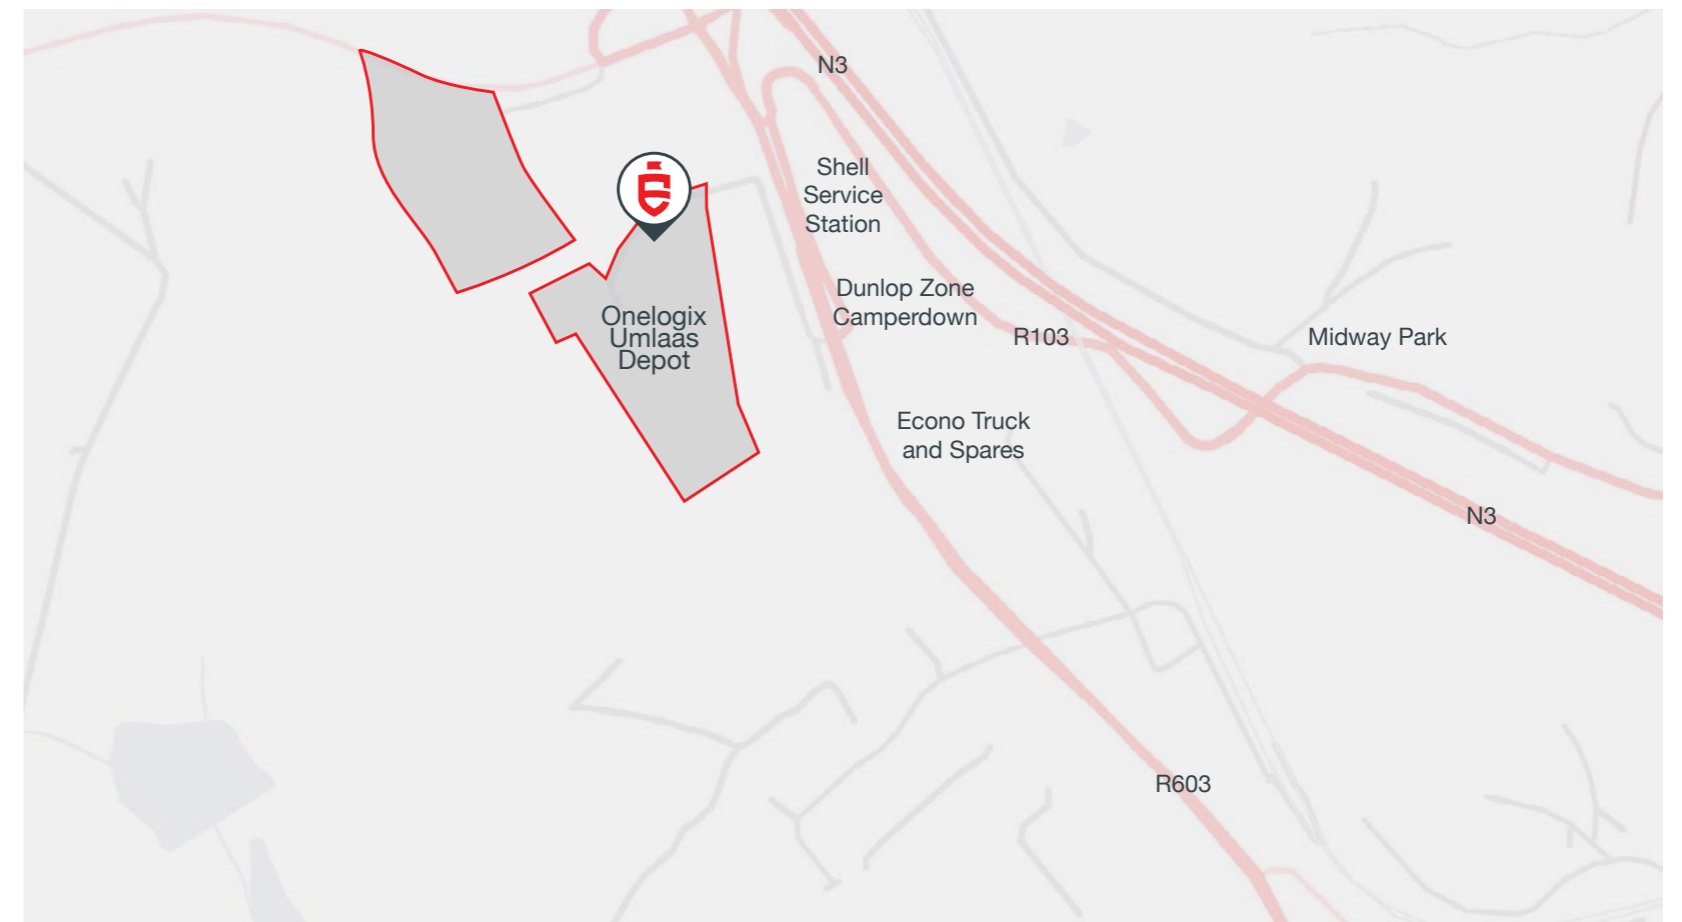 N3
Shell
Service
Station
Dunlop Zone
Camperdown
Onelogix
Umlaas
Depot
R103
Midway Park
Econo Truck
and Spares
N3
R603